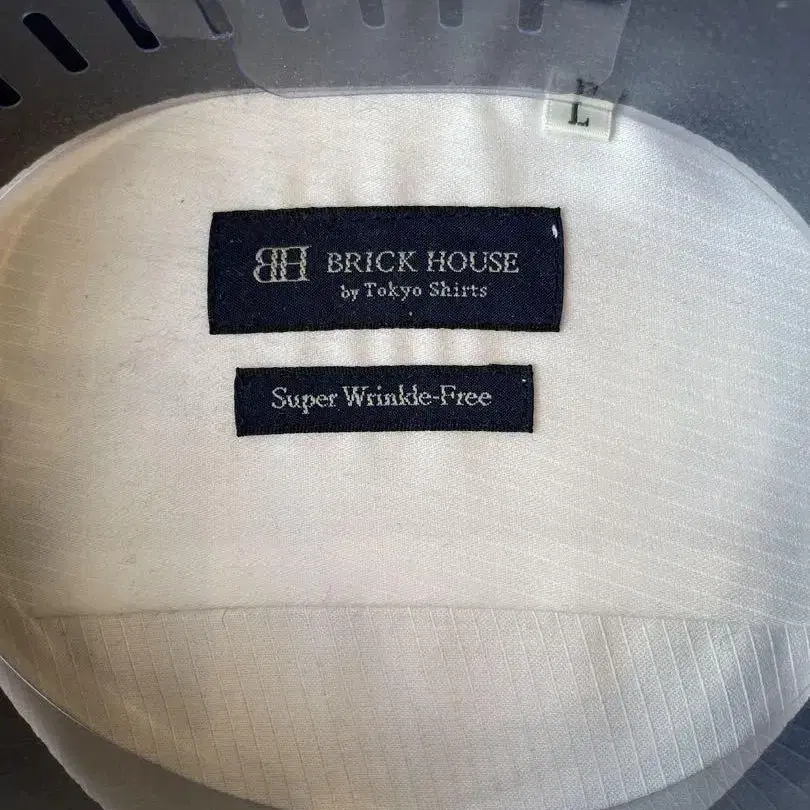 L
BH BRICK HOUSE
by Tokyo Shirts
Super Wrinkle-Free